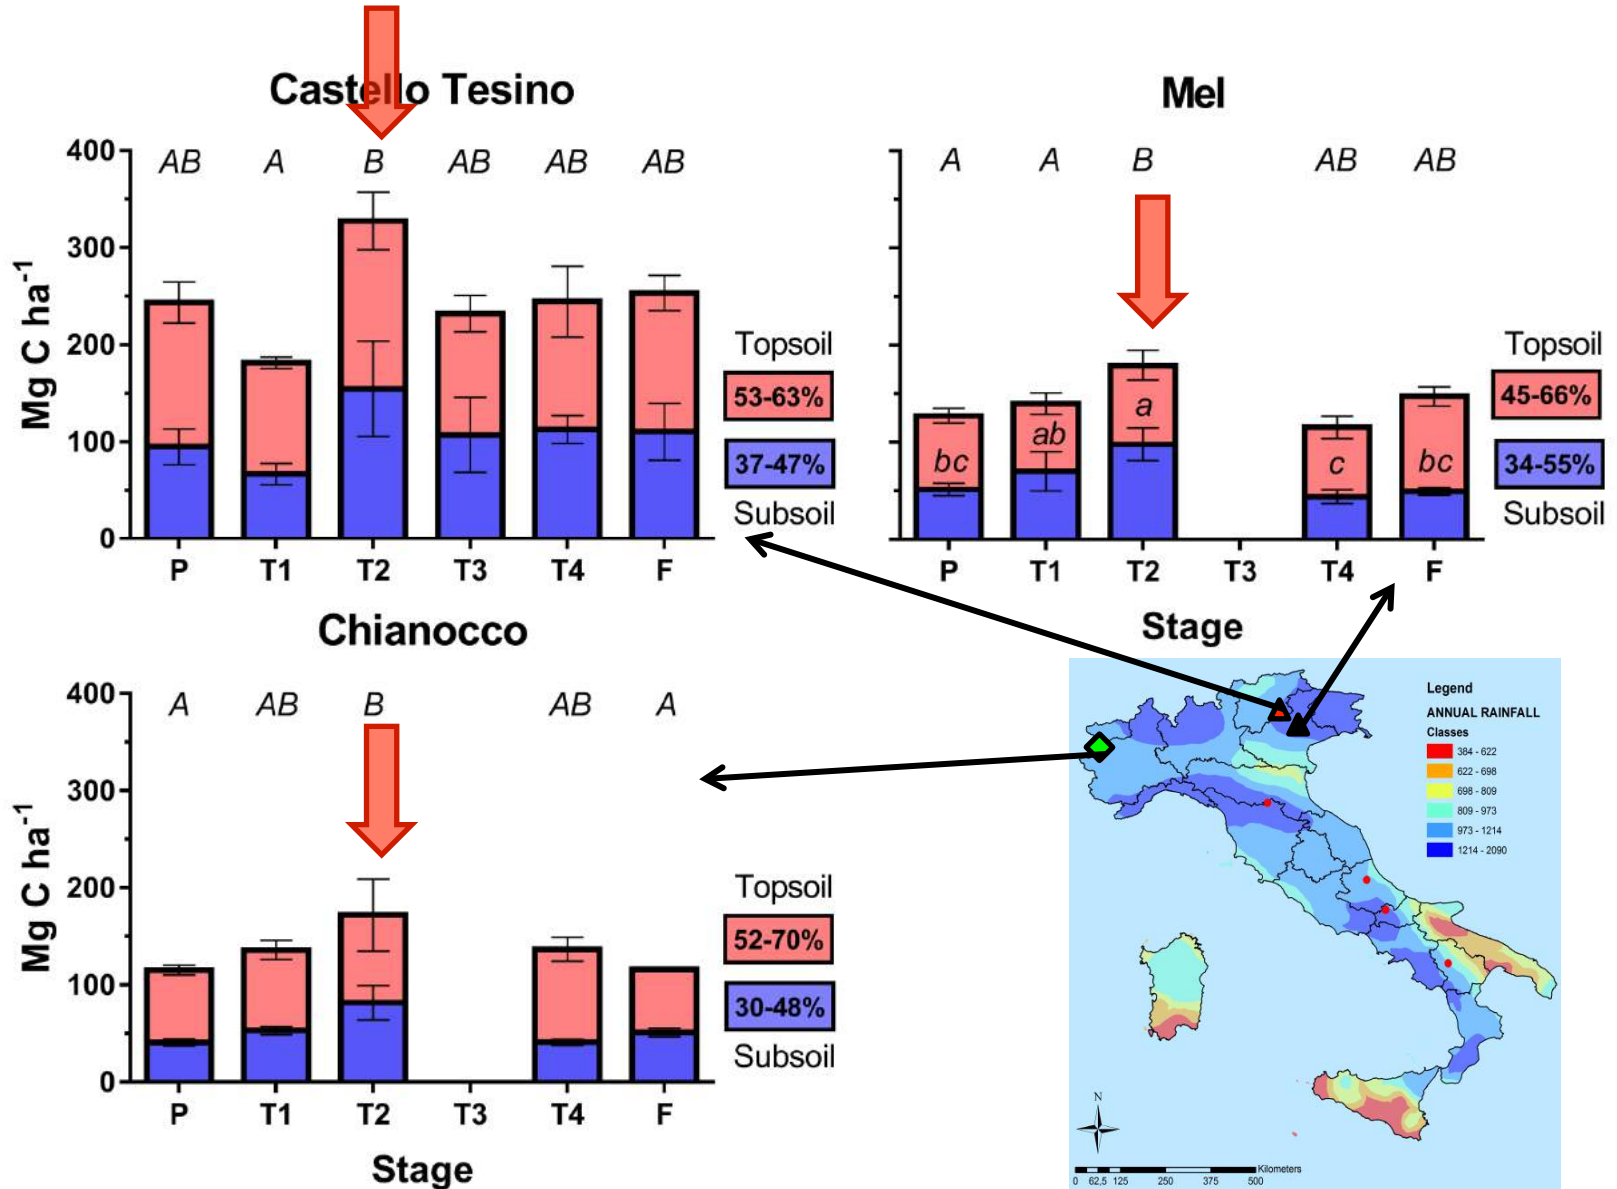 Castello Tesino
Mg C ha-1
400
300
200
100
0
AB A B AB AB AB
P T1 T2 T3 T4 F
Topsoil
53-63%
37-47%
Subsoil
Mel
A A B AB AB
bc ab a c bc
P T1 T2 T3 T4 F
Stage
Topsoil
45-66%
34-55%
Subsoil
Chianocco
Mg C ha-1
400
300
200
100
0
A AB B AB A
P T1 T2 T3 T4 F
Stage
Topsoil
52-70%
30-48%
Subsoil
Legend
ANNUAL RAINFALL
Classes
384 - 622
622 - 698
698 - 809
809 - 973
973 - 1214
1214 - 2090
N
Kilometers
0 62,5 125 250 375 500